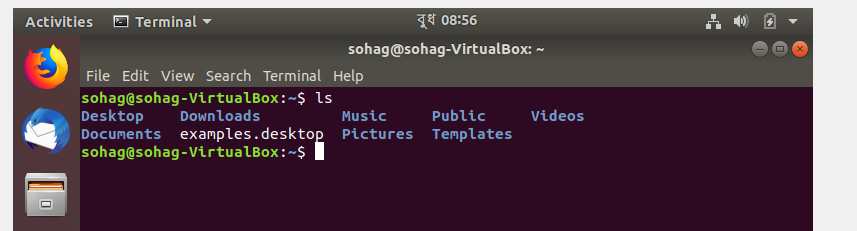 Activities Terminal বুধ 08:56
sohag@sohag-VirtualBox: ~
File Edit View Search Terminal Help
sohag@sohag-VirtualBox:~$ ls
Desktop Downloads Music Public Videos
Documents examples.desktop Pictures Templates
sohag@sohag-VirtualBox:~$